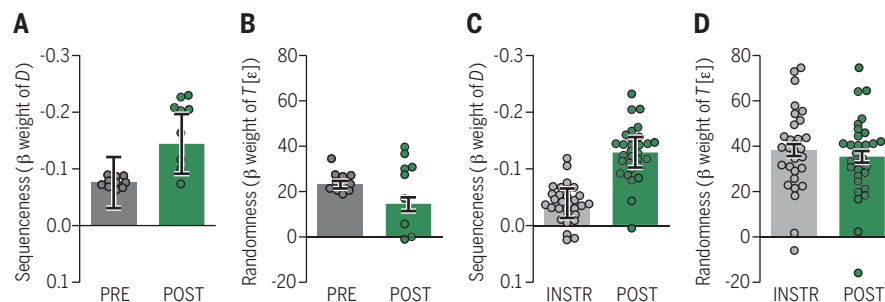 A
B
C
D
Sequenceness (β weight of D)
-0.3
-0.2
-0.1
0.0
0.1
PRE
POST
Randomness (β weight of T[ε])
80
60
40
20
0
-20
PRE
POST
Sequenceness (β weight of D)
-0.3
-0.2
-0.1
0.0
0.1
INSTR
POST
Randomness (β weight of T[ε])
80
60
40
20
0
-20
INSTR
POST